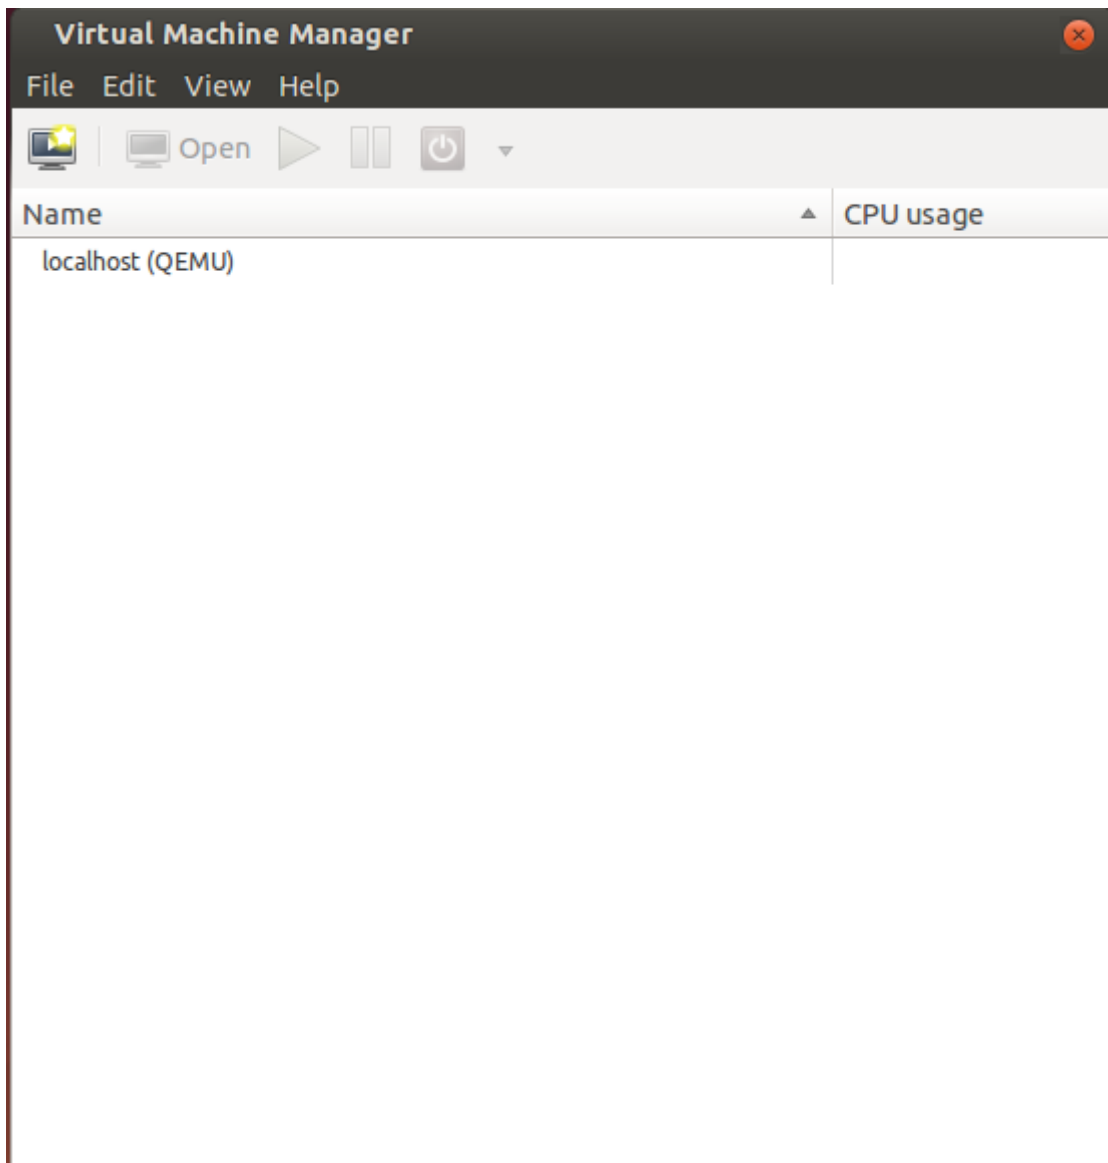 Virtual Machine Manager
File Edit View Help
Open
Name CPU usage
localhost (QEMU)